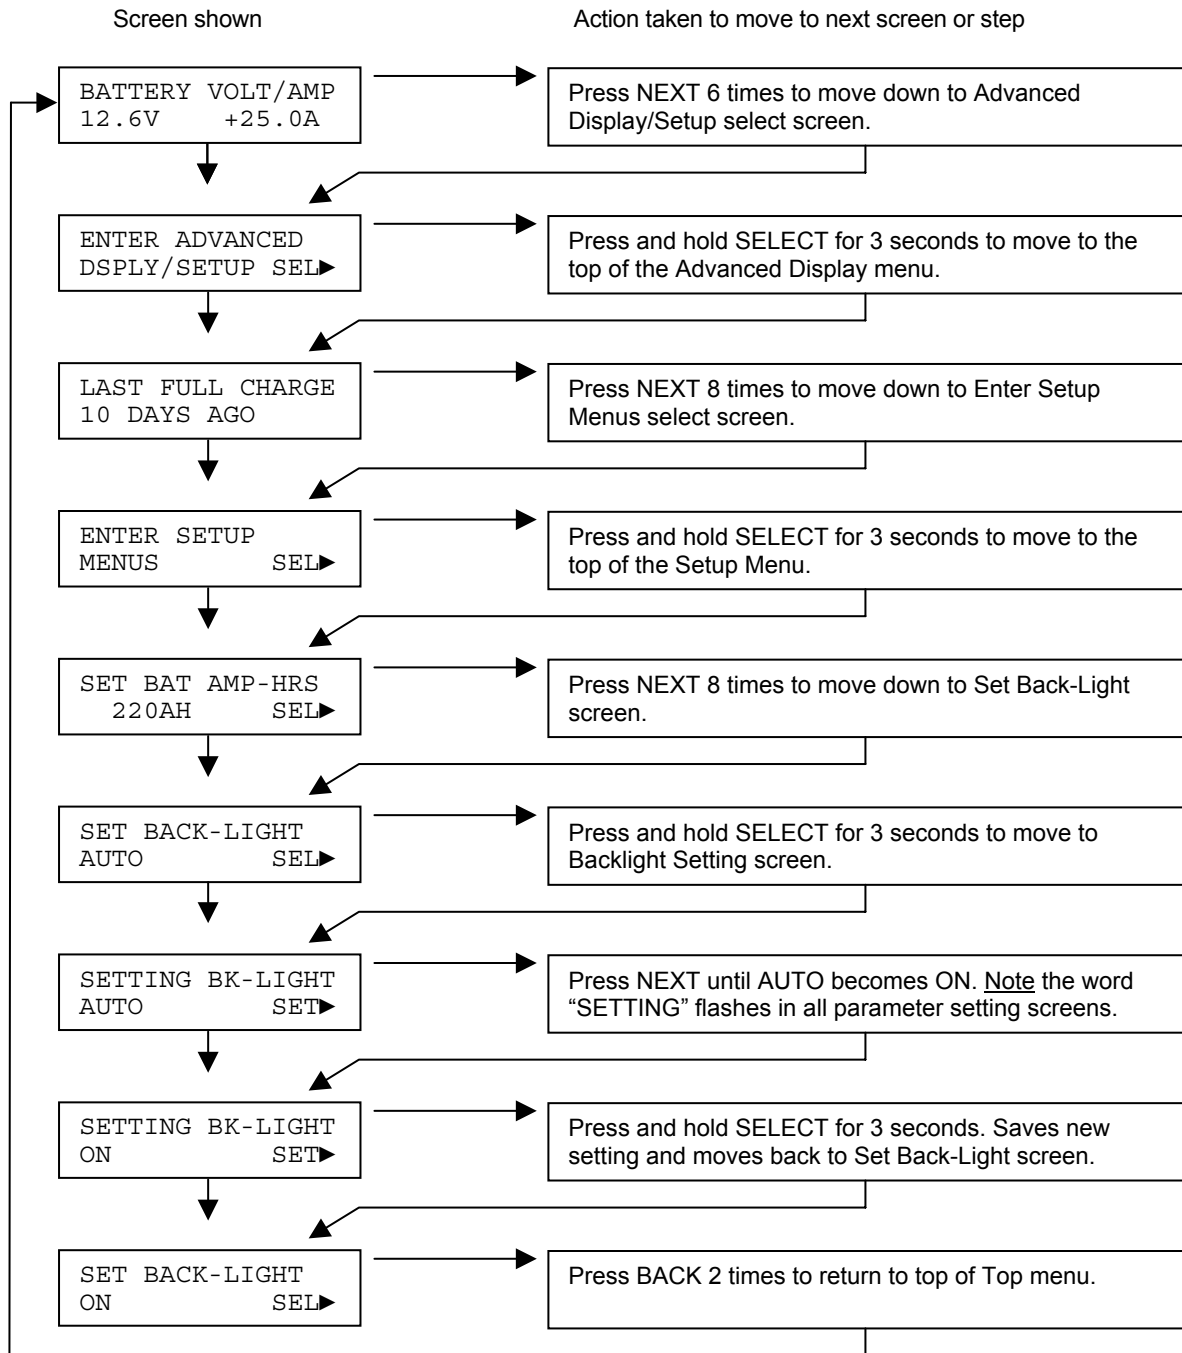 Screen shown
Action taken to move to next screen or step
BATTERY VOLT/AMP
12.6V +25.0A
Press NEXT 6 times to move down to Advanced
Display/Setup select screen.
ENTER ADVANCED
DSPLY/SETUP SEL►
Press and hold SELECT for 3 seconds to move to the
top of the Advanced Display menu.
LAST FULL CHARGE
10 DAYS AGO
Press NEXT 8 times to move down to Enter Setup
Menus select screen.
ENTER SETUP
MENUS SEL►
Press and hold SELECT for 3 seconds to move to the
top of the Setup Menu.
SET BAT AMP-HRS
220AH SEL►
Press NEXT 8 times to move down to Set Back-Light
screen.
SET BACK-LIGHT
AUTO SEL►
Press and hold SELECT for 3 seconds to move to
Backlight Setting screen.
SETTING BK-LIGHT
AUTO SET►
Press NEXT until AUTO becomes ON. Note the word
“SETTING” flashes in all parameter setting screens.
SETTING BK-LIGHT
ON SET►
Press and hold SELECT for 3 seconds. Saves new
setting and moves back to Set Back-Light screen.
SET BACK-LIGHT
ON SEL►
Press BACK 2 times to return to top of Top menu.